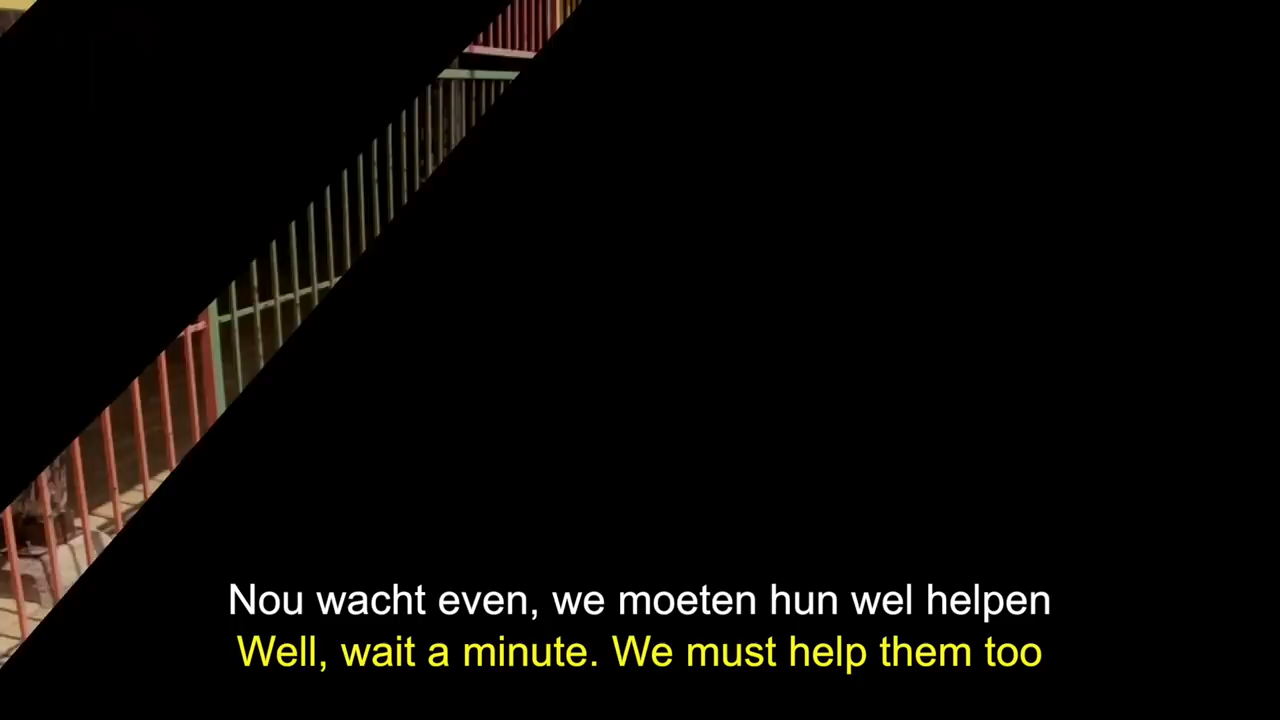 Nou wacht even, we moeten hun wel helpen
Well, wait a minute. We must help them too